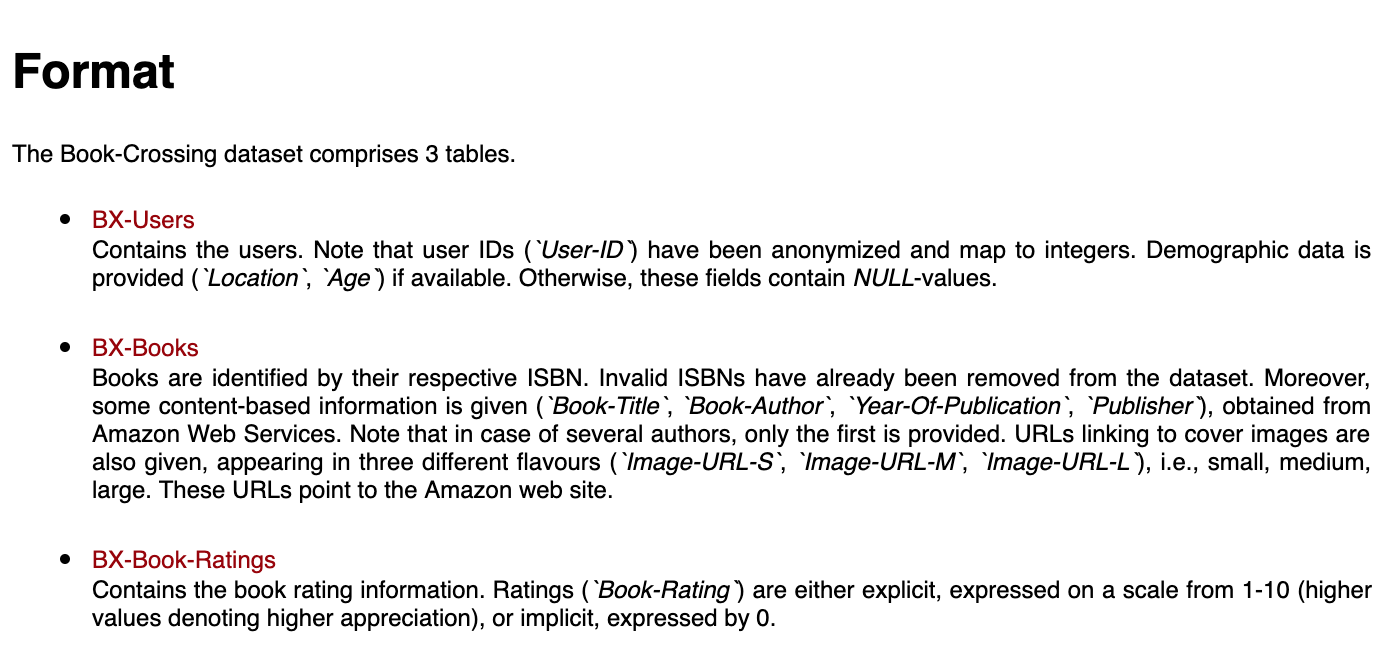 Format
The Book-Crossing dataset comprises 3 tables.
• BX-Users
Contains the users. Note that user IDs (`User-ID`) have been anonymized and map to integers. Demographic data is
provided (`Location`, `Age`) if available. Otherwise, these fields contain NULL-values.
• BX-Books
Books are identified by their respective ISBN. Invalid ISBNs have already been removed from the dataset. Moreover,
some content-based information is given (`Book-Title`, `Book-Author`, `Year-Of-Publication`, `Publisher`), obtained from
Amazon Web Services. Note that in case of several authors, only the first is provided. URLs linking to cover images are
also given, appearing in three different flavours (`Image-URL-S`, `Image-URL-M`, `Image-URL-L`), i.e., small, medium,
large. These URLs point to the Amazon web site.
• BX-Book-Ratings
Contains the book rating information. Ratings (`Book-Rating`) are either explicit, expressed on a scale from 1-10 (higher
values denoting higher appreciation), or implicit, expressed by 0.